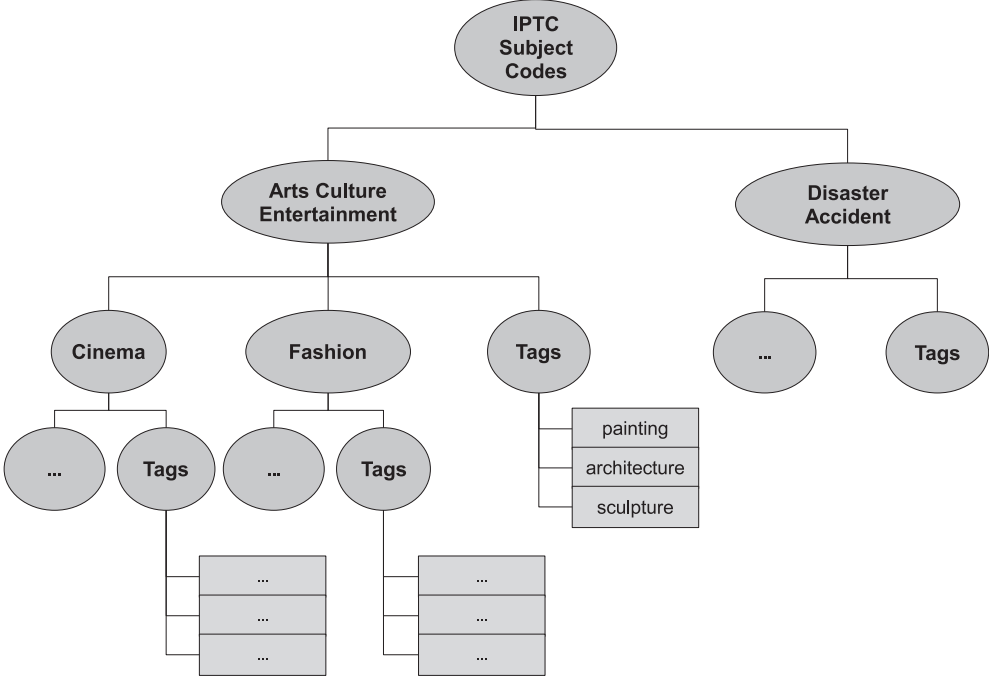 IPTC
Subject
Codes
Arts Culture
Entertainment
Disaster
Accident
Cinema
Fashion
Tags
...
Tags
...
Tags
...
Tags
painting
architecture
sculpture
...
...
...
...
...
...